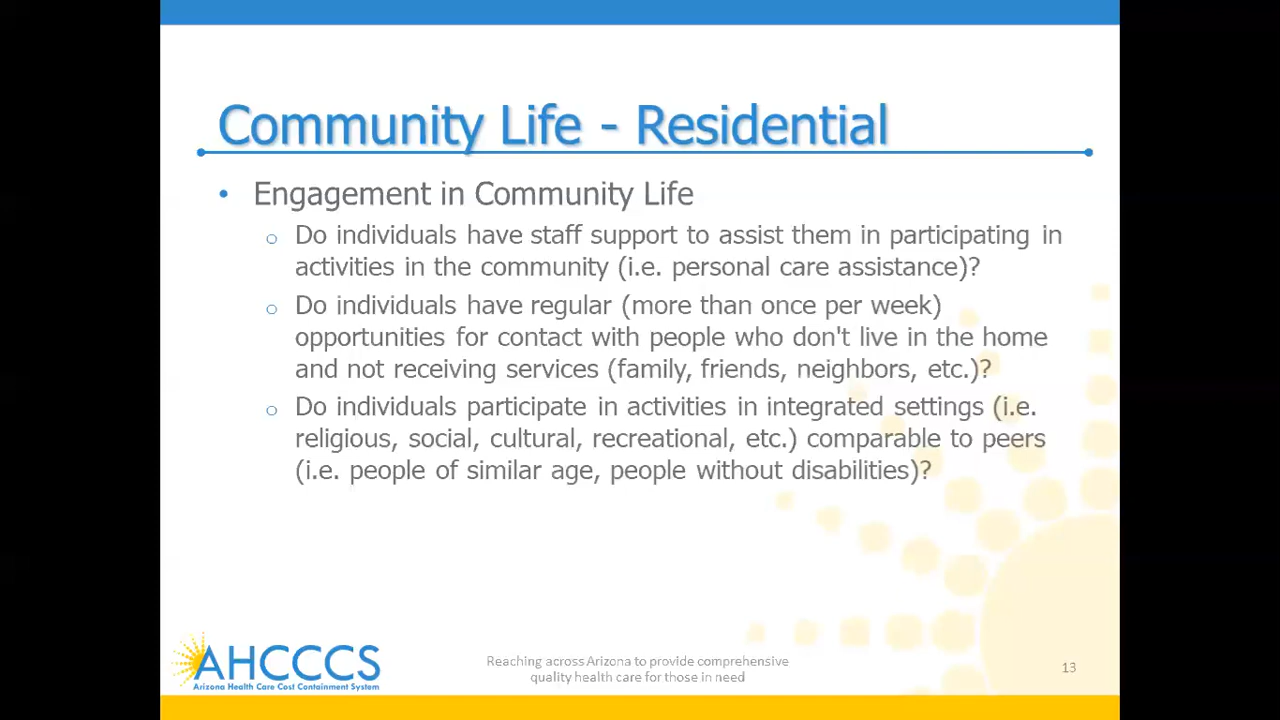 Community Life - Residential
• Engagement in Community Life
o Do individuals have staff support to assist them in participating in
activities in the community (i.e. personal care assistance)?
o Do individuals have regular (more than once per week)
opportunities for contact with people who don't live in the home
and not receiving services (family, friends, neighbors, etc.)?
o Do individuals participate in activities in integrated settings (i.e.
religious, social, cultural, recreational, etc.) comparable to peers
(i.e. people of similar age, people without disabilities)?
AHCCCS
Arizona Health Care Cost Containment System
Reaching across Arizona to provide comprehensive
quality health care for those in need
13